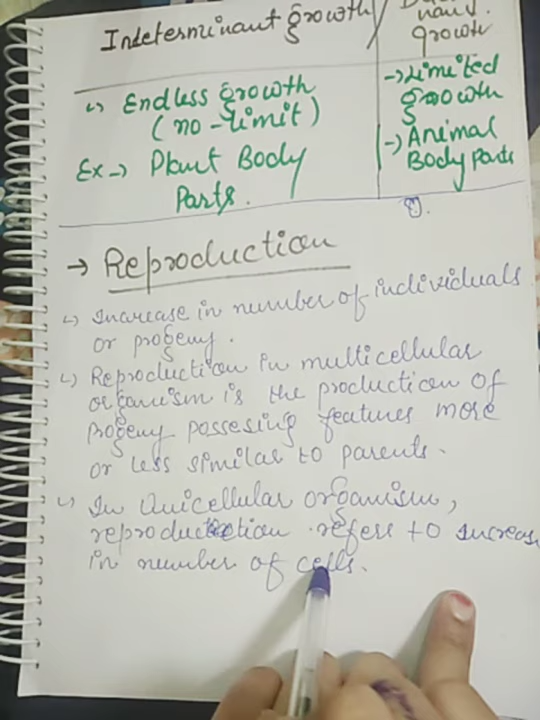 Indeterminant growth
nant
growth
↳ Endless growth
(no-limit)
Ex → Plant Body
Parts.
→ Limited
growth
→ Animal
Body parts
→ Reproduction
↳ Increase in number of individuals
or progeny.
↳ Reproduction in multicellular
organism is the production of
progeny possesing features more
or less similar to parents.
↳ In Unicellular organism,
reproduction refers to increase
in number of cells.